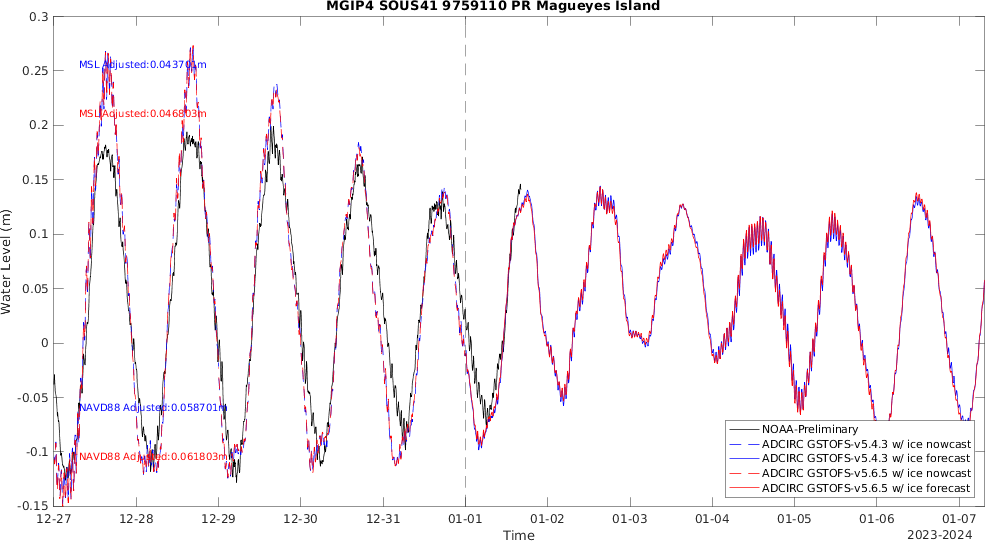 MGIP4 SOUS41 9759110 PR Magueyes Island
0.3
0.25
0.2
0.15
0.1
0.05
0
-0.05
-0.1
-0.15
Water Level (m)
MSL Adjusted:0.043701m
MSL Adjusted:0.046803m
NAVD88 Adjusted:0.058701m
NAVD88 Adjusted:0.061803m
NOAA-Preliminary
ADCIRC GSTOFS-v5.4.3 w/ ice nowcast
ADCIRC GSTOFS-v5.4.3 w/ ice forecast
ADCIRC GSTOFS-v5.6.5 w/ ice nowcast
ADCIRC GSTOFS-v5.6.5 w/ ice forecast
12-27 12-28 12-29 12-30 12-31 01-01 01-02 01-03 01-04 01-05 01-06 01-07
Time
2023-2024